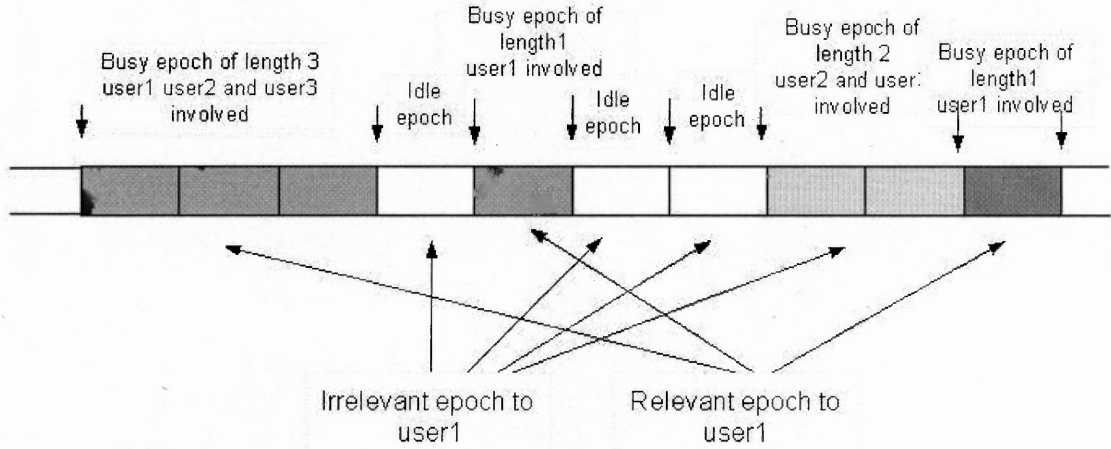 Busy epoch of length 3
user1 user2 and user3
involved
Idle
epoch
Busy epoch of
length1
user1 involved
Idle
epoch
Idle
epoch
Busy epoch of
length 2
user2 and
involved
Busy epoch of
length1
user1 involved
Irrelevant epoch to
user1
Relevant epoch to
user1